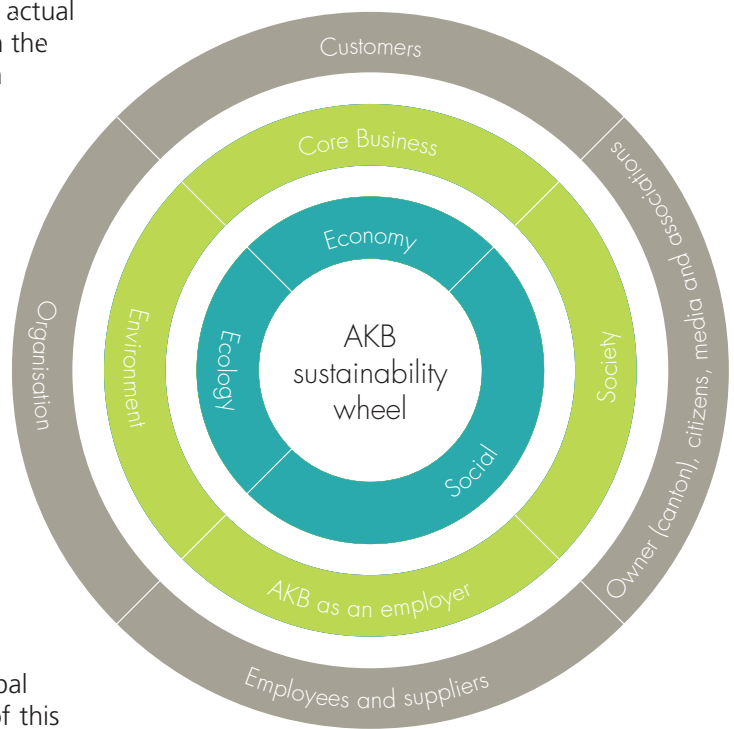 actual
the
Customers
Core Business
Economy
Owner (canton), citizens, media and associations
Society
Social
AKB
sustainability
wheel
Ecology
Environment
Organisation
AKB as an employer
Employees and suppliers
of this